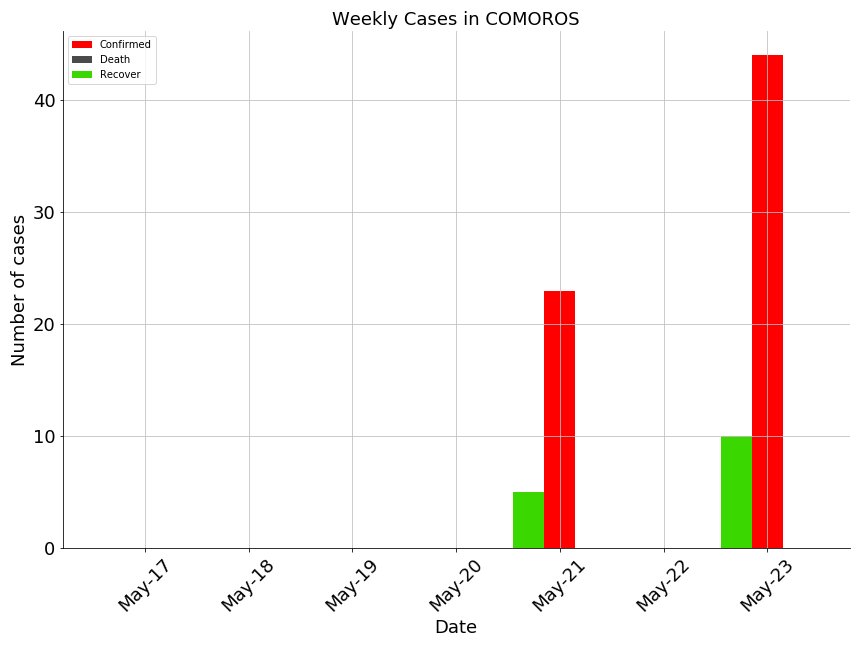 Weekly Cases in COMOROS
Confirmed
Death
Recover
Number of cases
40
30
20
10
0
May-17
May-18
May-19
May-20
May-21
May-22
May-23
Date